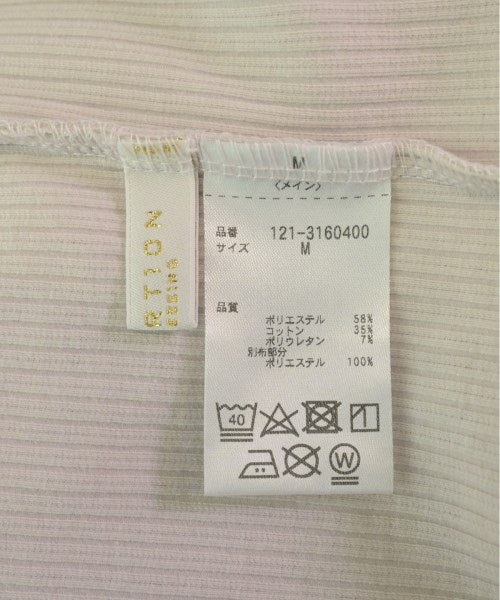 RT1ON
M
〈メイン〉
品番 121-3160400
サイズ M
品質
ポリエステル 58%
コットン 35%
ポリウレタン 7%
別布部分
ポリエステル 100%
40
W